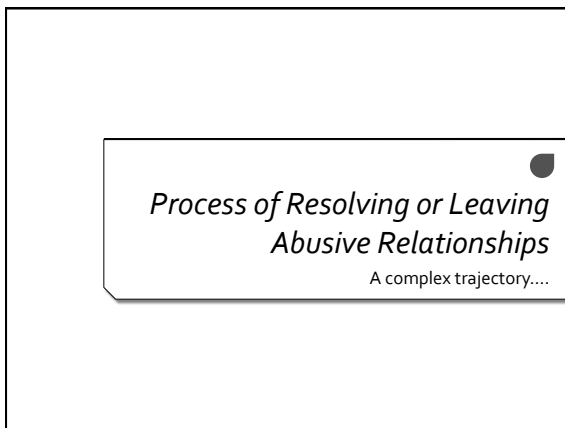 Process of Resolving or Leaving
Abusive Relationships
A complex trajectory....